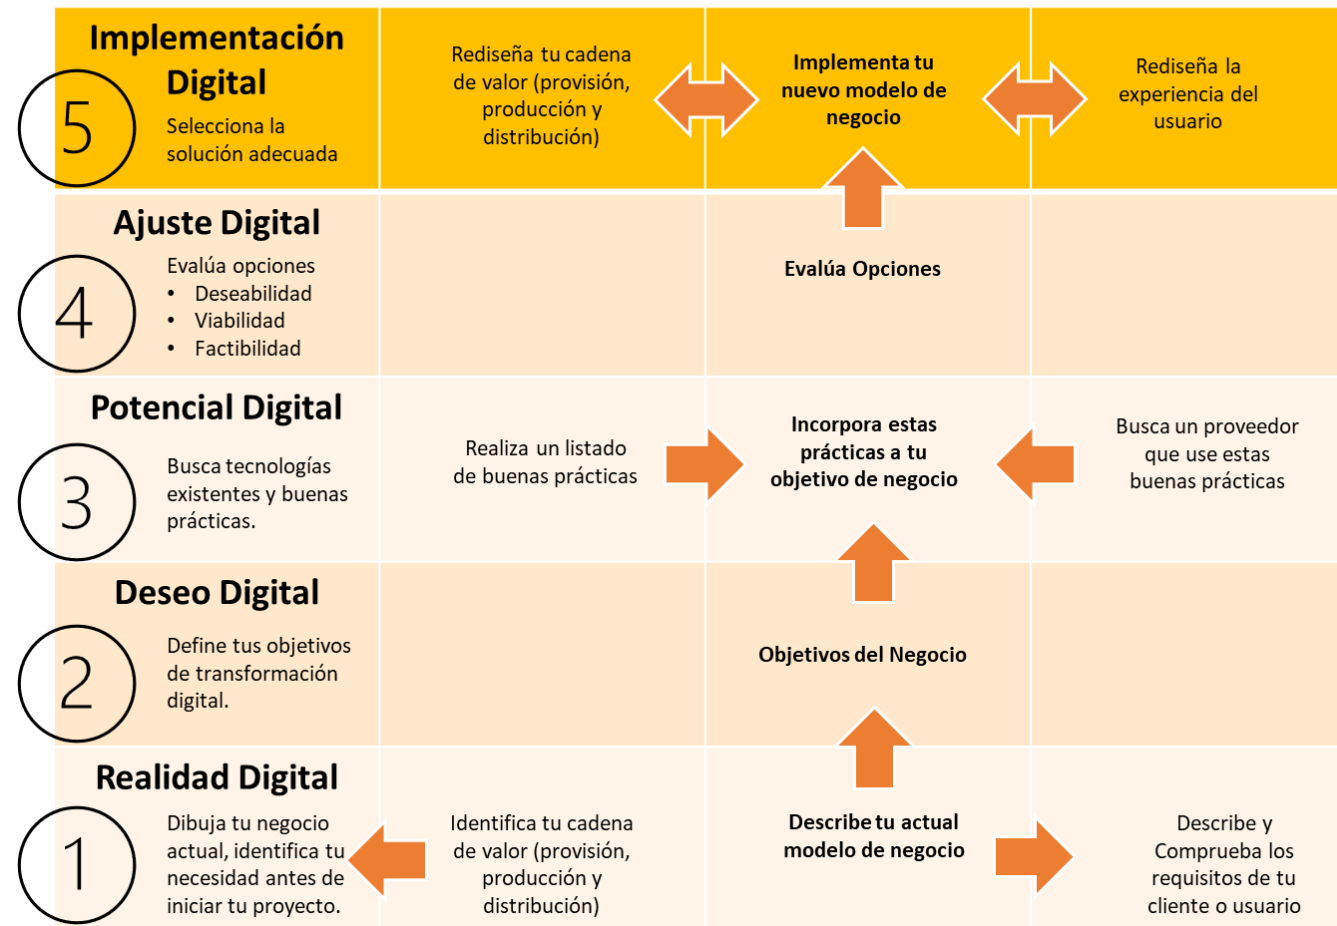 Implementación
Digital
5
Selecciona la
solución adecuada
Rediseña tu cadena
de valor (provisión,
producción y
distribución)
Implementa tu
nuevo modelo de
negocio
Rediseña la
experiencia del
usuario
Ajuste Digital
4
Evalúa opciones
• Deseabilidad
• Viabilidad
• Factibilidad
Evalúa Opciones
Potencial Digital
3
Busca tecnologías
existentes y buenas
prácticas.
Realiza un listado
de buenas prácticas
Incorpora estas
prácticas a tu
objetivo de negocio
Busca un proveedor
que use estas
buenas prácticas
Deseo Digital
2
Define tus objetivos
de transformación
digital.
Objetivos del Negocio
Realidad Digital
1
Dibuja tu negocio
actual, identifica tu
necesidad antes de
iniciar tu proyecto.
Identifica tu cadena
de valor (provisión,
producción y
distribución)
Describe tu actual
modelo de negocio
Describe y
Comprueba los
requisitos de tu
cliente o usuario